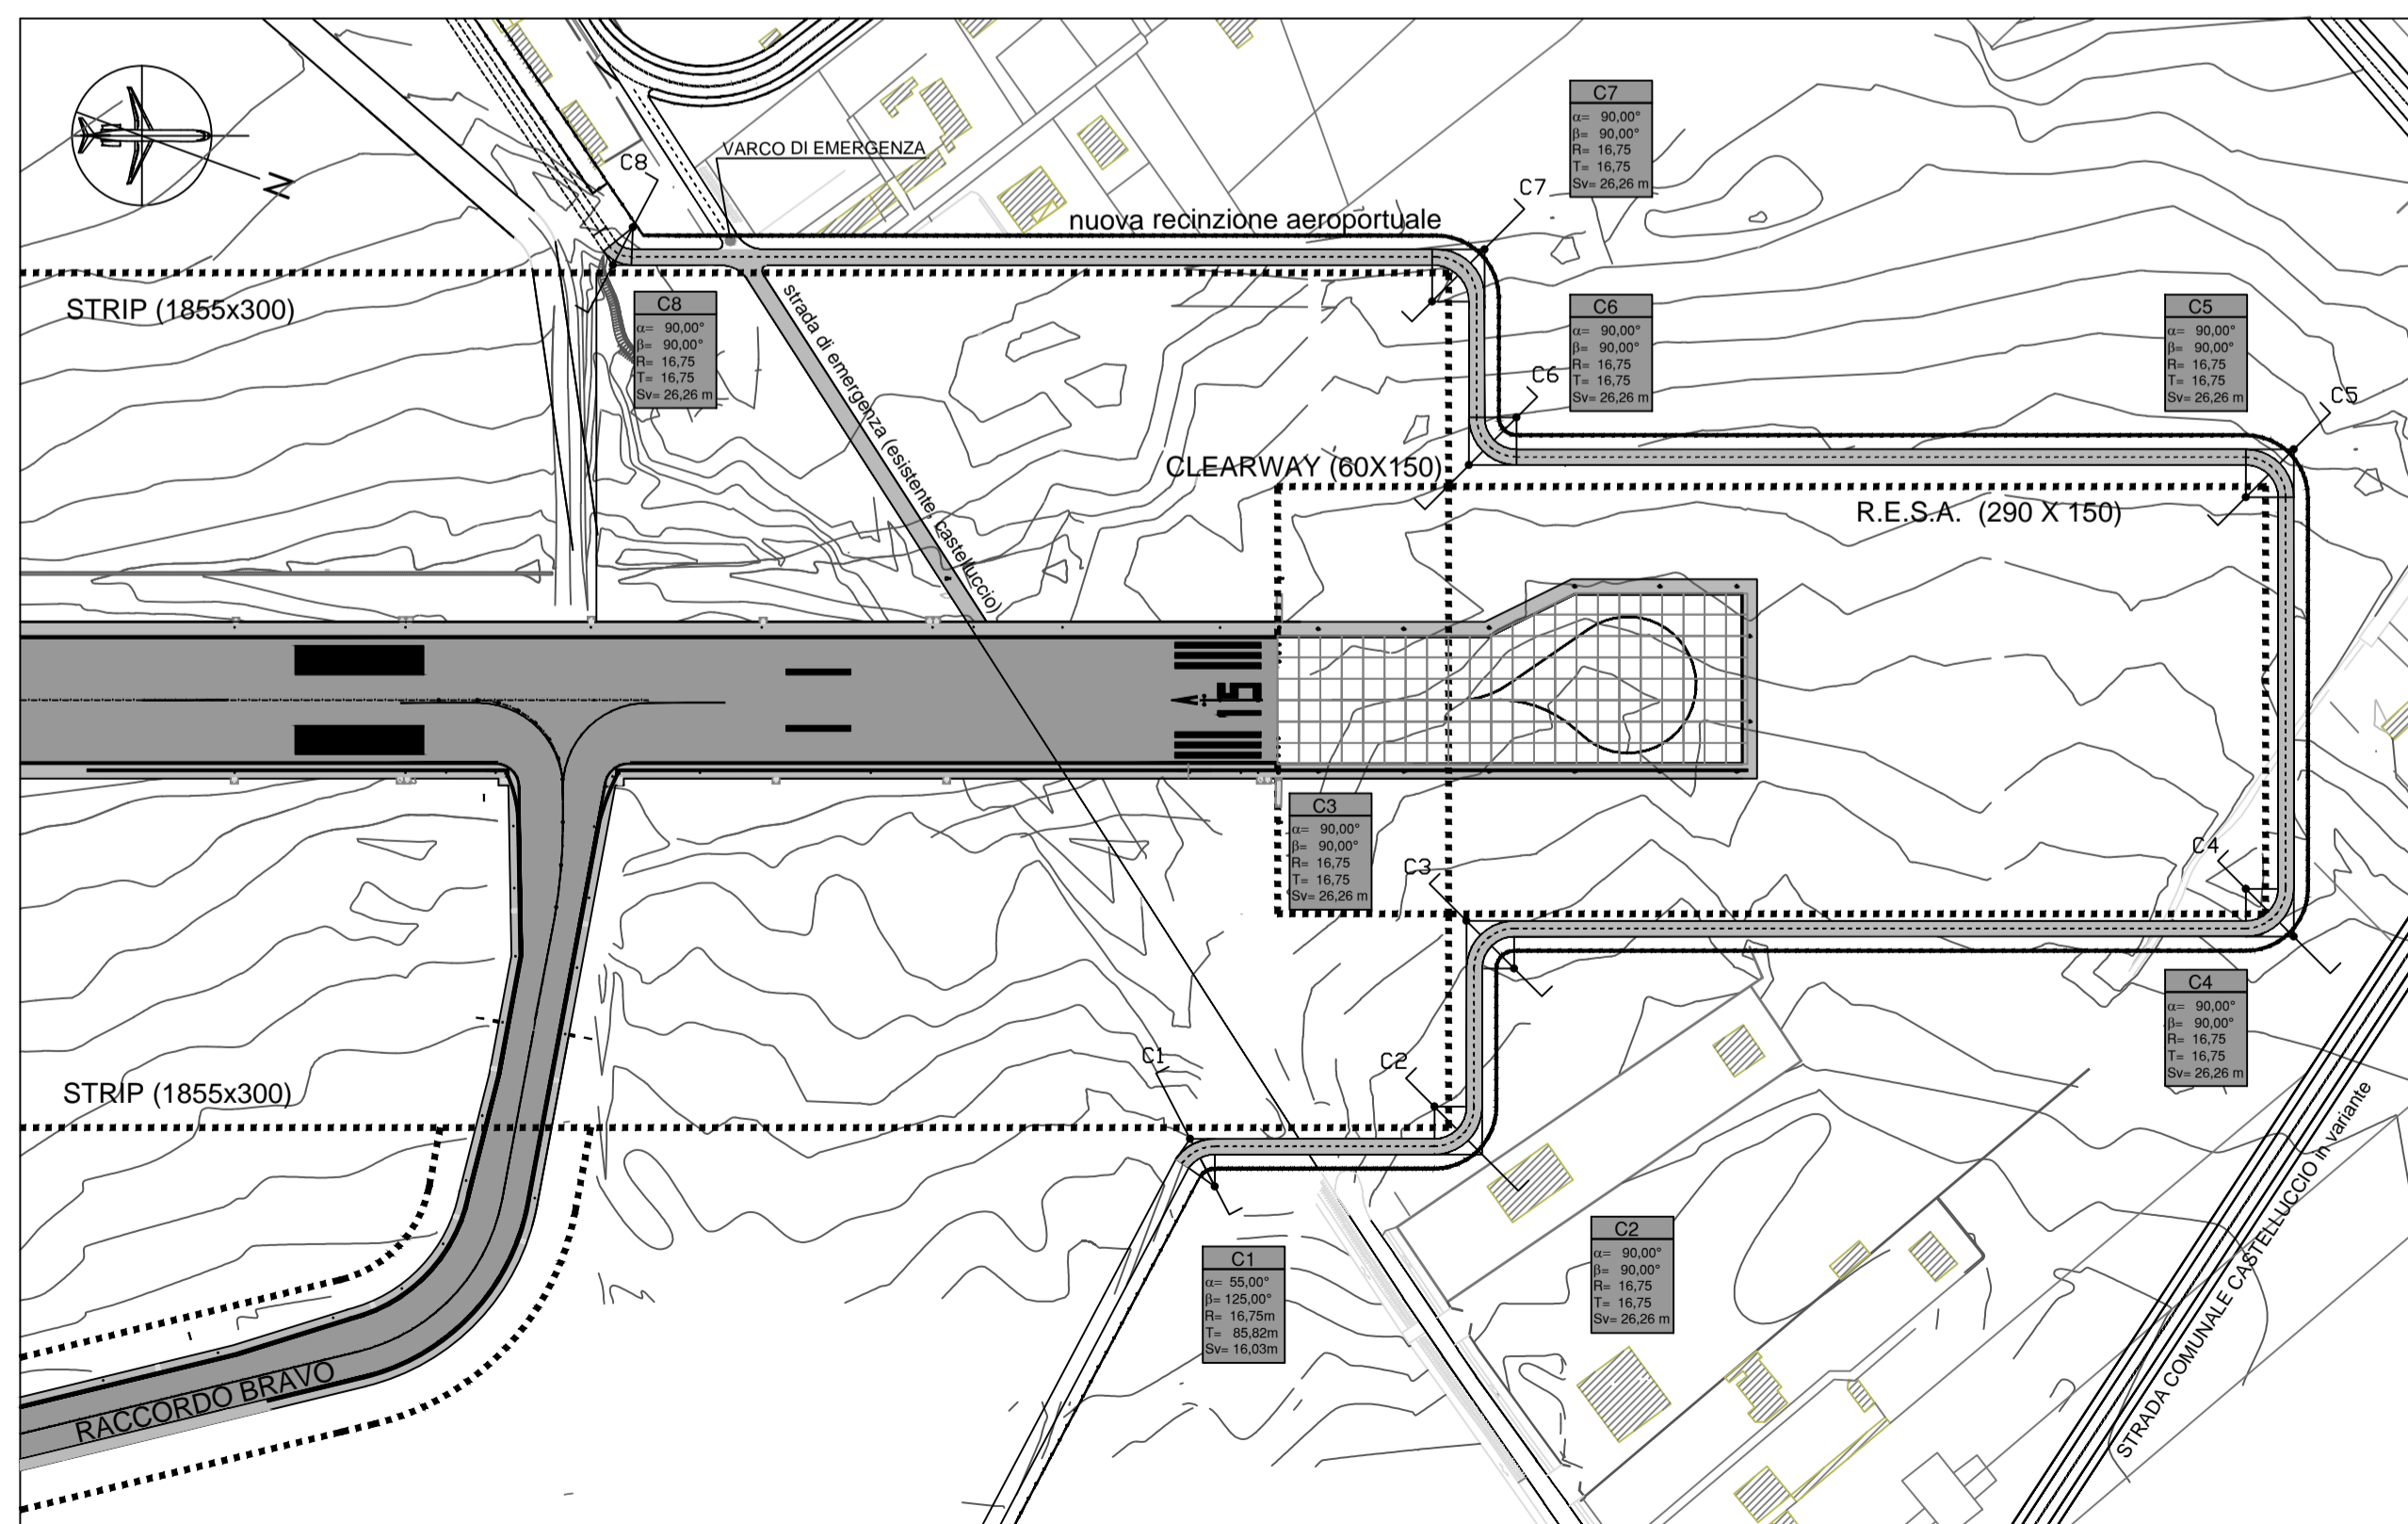 C7
α= 90,00°
β= 90,00°
R= 16,75
T= 16,75
Sv= 26,26 m
VARCO DI EMERGENZA
C8
N
C7
nuova recinzione aeroportuale
STRIP (1855x300)
C8
α= 90,00°
β= 90,00°
R= 16,75
T= 16,75
Sv= 26,26 m
C6
α= 90,00°
β= 90,00°
R= 16,75
T= 16,75
Sv= 26,26 m
C5
α= 90,00°
β= 90,00°
R= 16,75
T= 16,75
Sv= 26,26 m
strada di emergenza (esistente castelluccio)
C6
C5
CLEARWAY (60X150)
R.E.S.A. (290 X 150)
15
C3
α= 90,00°
β= 90,00°
R= 16,75
T= 16,75
Sv= 26,26 m
C3
C4
C4
α= 90,00°
β= 90,00°
R= 16,75
T= 16,75
Sv= 26,26 m
C1
C2
STRIP (1855x300)
C1
α= 55,00°
β= 125,00°
R= 16,75m
T= 85,82m
Sv= 16,03m
C2
α= 90,00°
β= 90,00°
R= 16,75
T= 16,75
Sv= 26,26 m
STRADA COMUNALE CASTELLUCCIO in variante
RACCORDO BRAVO